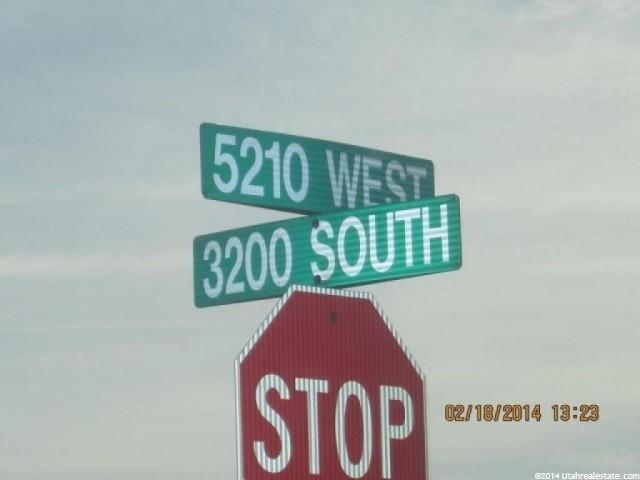 5210 WEST
3200 SOUTH
STOP
02/18/2014 13:23
©2014 Utahrealestate.com